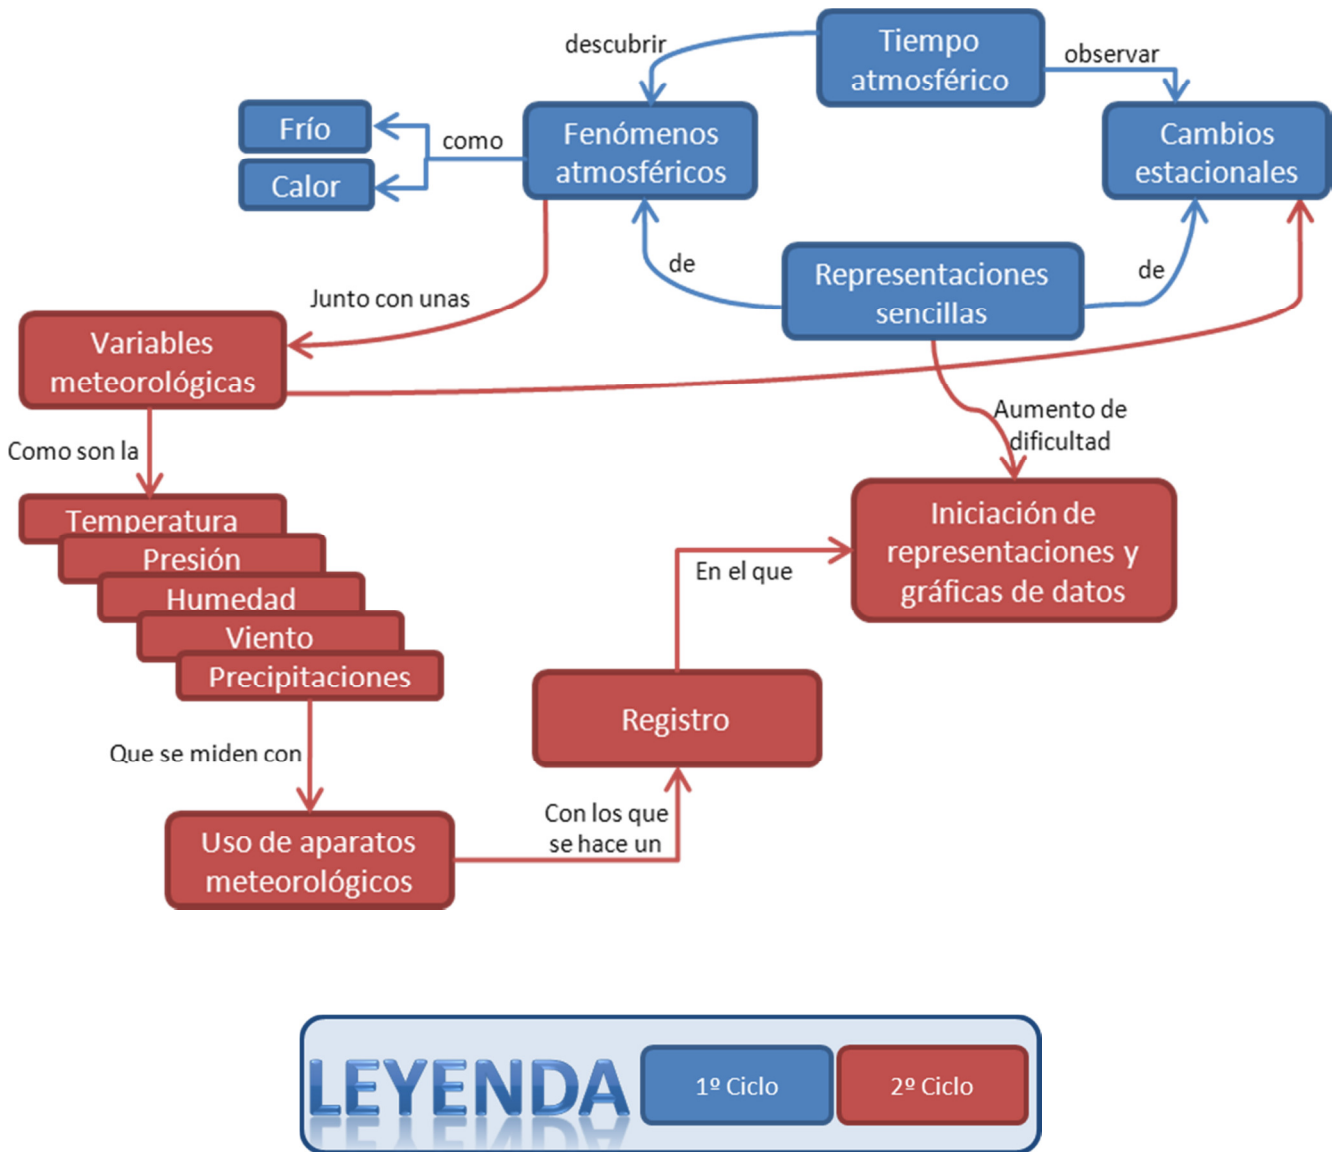 descubrir
Tiempo
atmosférico
observar
Frío
Calor
como
Fenómenos
atmosféricos
Cambios
estacionales
de
Representaciones
sencillas
de
Junto con unas
Variables
meteorológicas
Aumento de
dificultad
Como son la
Temperatura
Presión
Humedad
Viento
Precipitaciones
Iniciación de
representaciones y
gráficas de datos
En el que
Registro
Que se miden con
Con los que
se hace un
Uso de aparatos
meteorológicos
LEYENDA
1º Ciclo
2º Ciclo